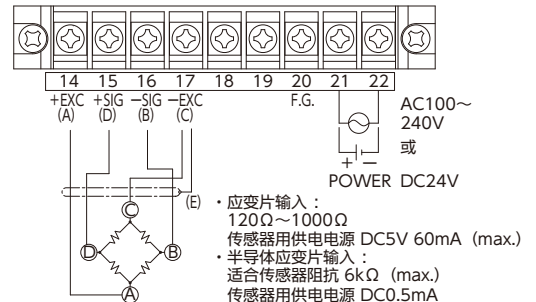 14 15 16 17 18 19 20 21 22
+EXC +SIG −SIG −EXC F.G.
(A) (D) (B) (C)
AC100～
240V
或
+ −
POWER DC24V
(E)
C
D B
A
・应变片输入：
120Ω～1000Ω
传感器用供电电源 DC5V 60mA（max.）
・半导体应变片输入：
适合传感器阻抗 6kΩ（max.）
传感器用供电电源 DC0.5mA